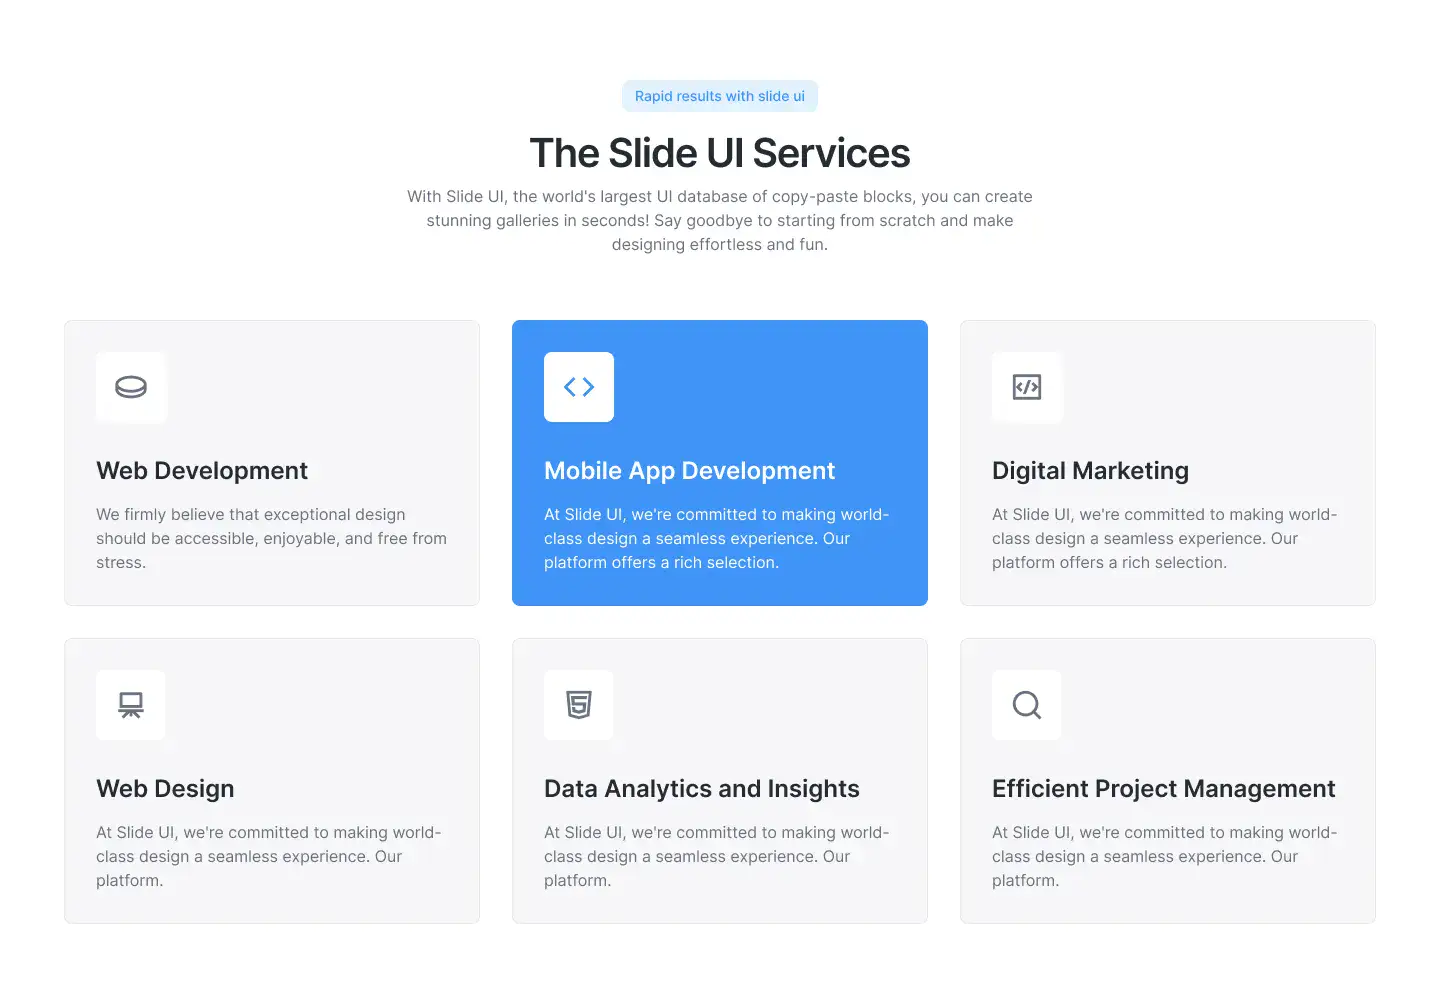 Rapid results with slide ui
The Slide UI Services
With Slide UI, the world's largest UI database of copy-paste blocks, you can create
stunning galleries in seconds! Say goodbye to starting from scratch and make
designing effortless and fun.
Web Development
We firmly believe that exceptional design
should be accessible, enjoyable, and free from
stress.
Mobile App Development
At Slide UI, we're committed to making world-
class design a seamless experience. Our
platform offers a rich selection.
Digital Marketing
At Slide UI, we're committed to making world-
class design a seamless experience. Our
platform offers a rich selection.
Web Design
At Slide UI, we're committed to making world-
class design a seamless experience. Our
platform.
Data Analytics and Insights
At Slide UI, we're committed to making world-
class design a seamless experience. Our
platform.
Efficient Project Management
At Slide UI, we're committed to making world-
class design a seamless experience. Our
platform.